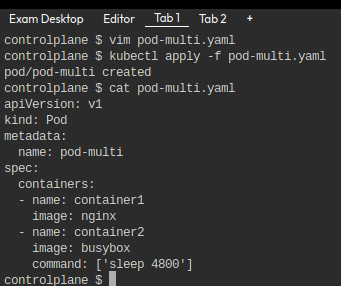 Exam Desktop Editor Tab 1 Tab 2 +
controlplane $ vim pod-multi.yaml
controlplane $ kubectl apply -f pod-multi.yaml
pod/pod-multi created
controlplane $ cat pod-multi.yaml
apiVersion: v1
kind: Pod
metadata:
  name: pod-multi
spec:
  containers:
  - name: container1
    image: nginx
  - name: container2
    image: busybox
    command: ['sleep 4800']
controlplane $